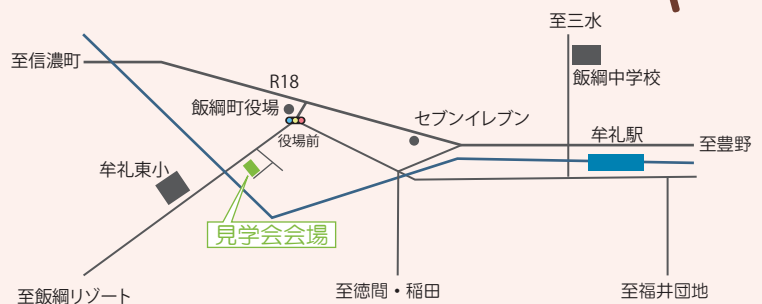 至三水
至信濃町
飯綱中学校
R18
飯綱町役場
セブンイレブン
役場前
牟礼駅
至豊野
牟礼東小
見学会会場
至飯綱リゾート
至徳間・稲田
至福井団地